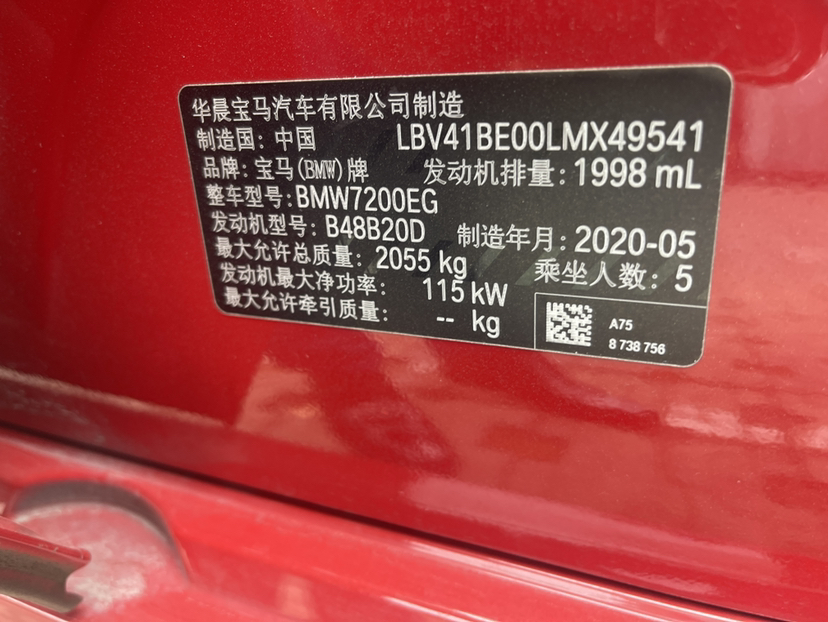 华晨宝马汽车有限公司制造
制造国: 中国 LBV41BE00LMX49541
品牌: 宝马(BMW)牌 发动机排量: 1998 mL
整车型号: BMW7200EG
发动机型号: B48B20D 制造年月: 2020-05
最大允许总质量: 2055 kg 乘坐人数: 5
发动机最大净功率: 115 kW
最大允许牵引质量: -- kg
A75
8 738 756